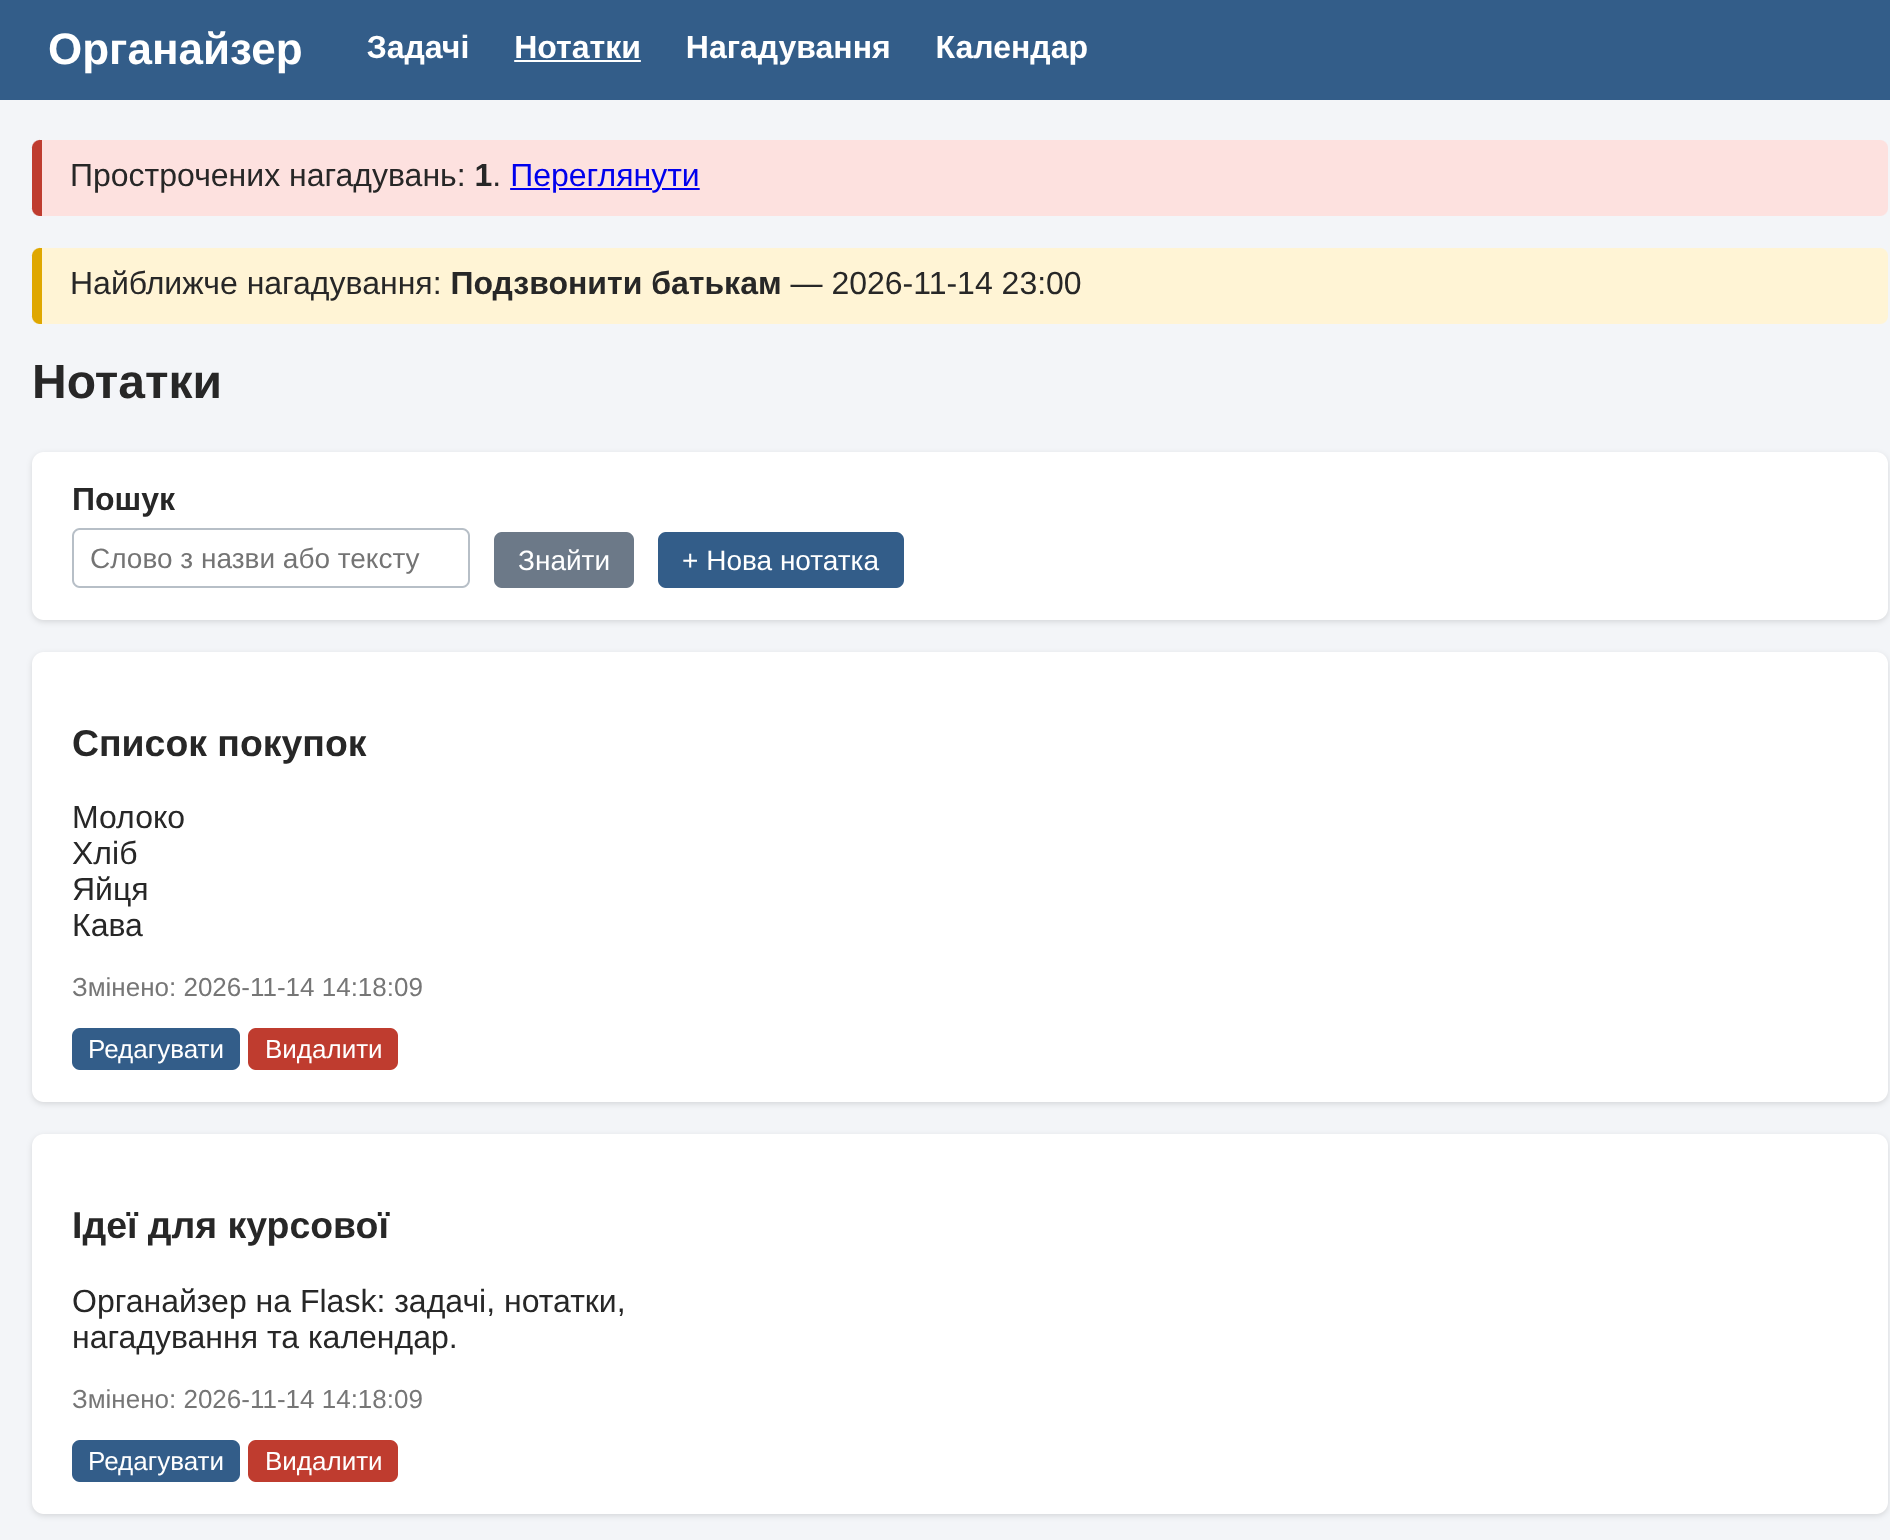 Органайзер Задачі Нотатки Нагадування Календар
Прострочених нагадувань: 1. Переглянути
Найближче нагадування: Подзвонити батькам — 2026-11-14 23:00
Нотатки
Пошук
Слово з назви або тексту Знайти + Нова нотатка
Список покупок
Молоко
Хліб
Яйця
Кава
Змінено: 2026-11-14 14:18:09
Редагувати Видалити
Ідеї для курсової
Органайзер на Flask: задачі, нотатки,
нагадування та календар.
Змінено: 2026-11-14 14:18:09
Редагувати Видалити